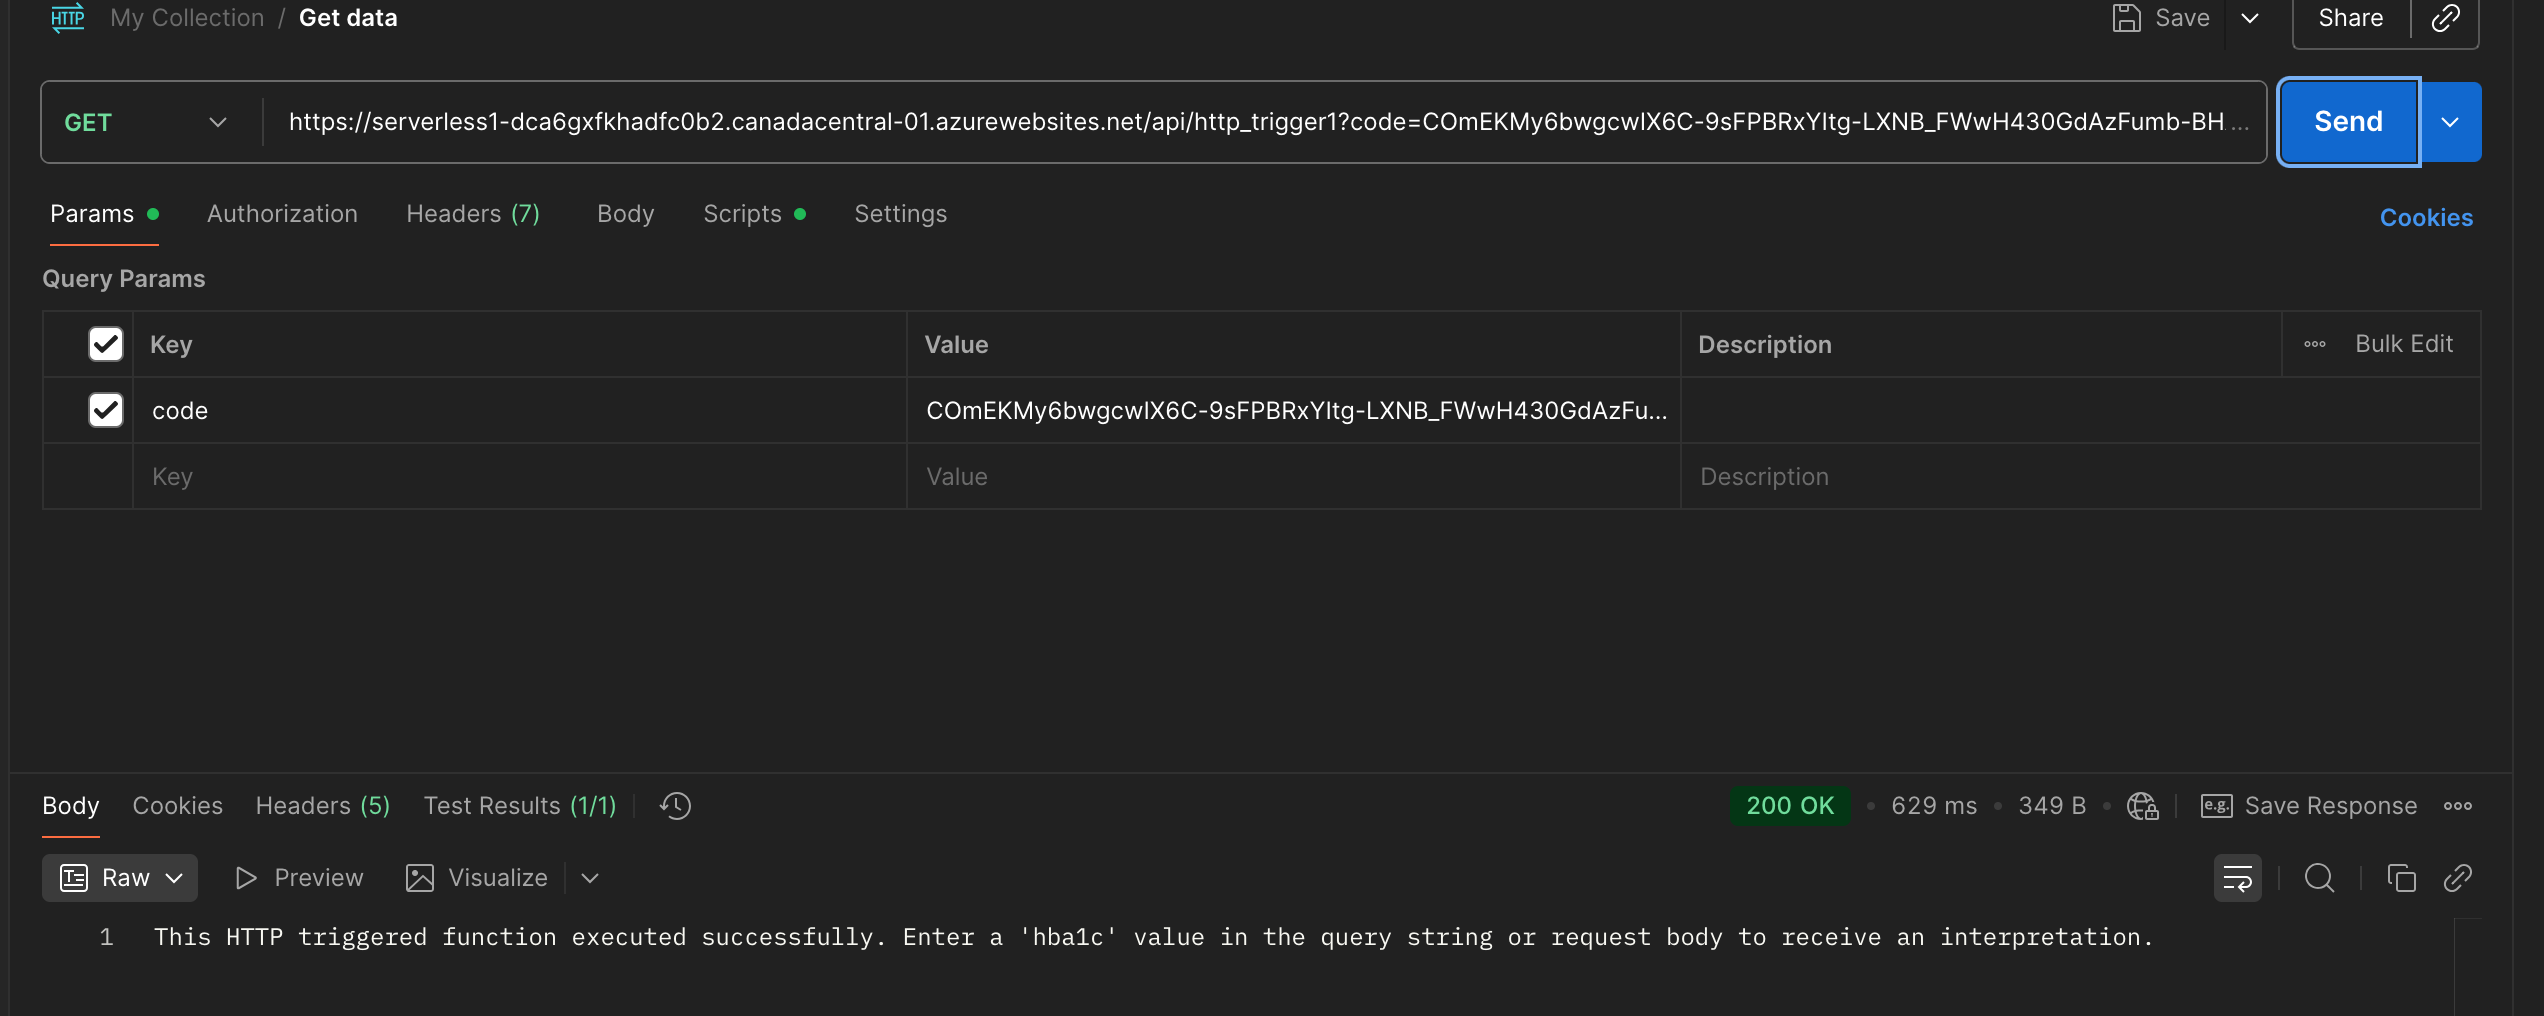 HTTP My Collection / Get data Save Share
GET https://serverless1-dca6gxfkhadfc0b2.canadacentral-01.azurewebsites.net/api/http_trigger1?code=COmEKMy6bwgcwIX6C-9sFPBRxYItg-LXNB_FWwH430GdAzFumb-BH... Send
Params Authorization Headers (7) Body Scripts Settings Cookies
Query Params
Key Value Description Bulk Edit
code COmEKMy6bwgcwIX6C-9sFPBRxYItg-LXNB_FWwH430GdAzFu...
Key Value Description
Body Cookies Headers (5) Test Results (1/1) 200 OK • 629 ms • 349 B • e.g. Save Response
Raw Preview Visualize
1 This HTTP triggered function executed successfully. Enter a 'hba1c' value in the query string or request body to receive an interpretation.